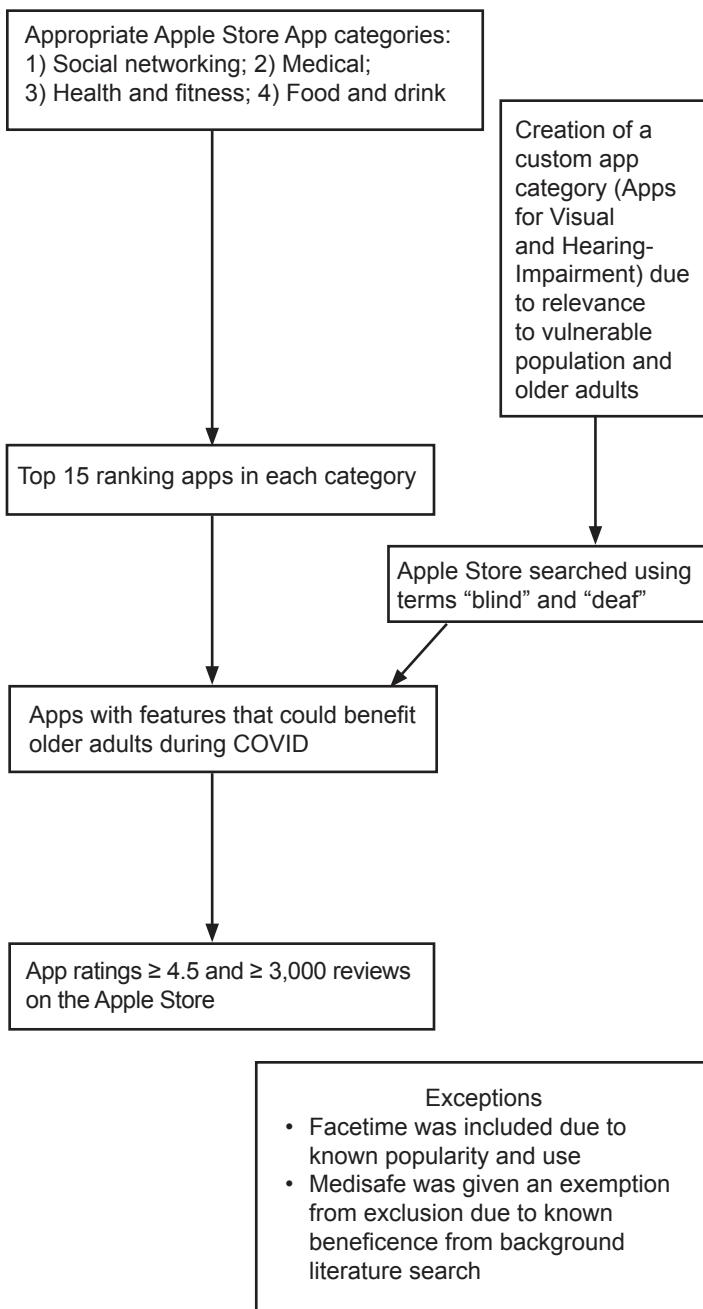 Appropriate Apple Store App categories:
1) Social networking; 2) Medical;
3) Health and fitness; 4) Food and drink
Creation of a
custom app
category (Apps
for Visual
and Hearing-
Impairment) due
to relevance
to vulnerable
population and
older adults
Top 15 ranking apps in each category
Apple Store searched using
terms “blind” and “deaf”
Apps with features that could benefit
older adults during COVID
App ratings ≥ 4.5 and ≥ 3,000 reviews
on the Apple Store
Exceptions
• Facetime was included due to
known popularity and use
• Medisafe was given an exemption
from exclusion due to known
beneficence from background
literature search